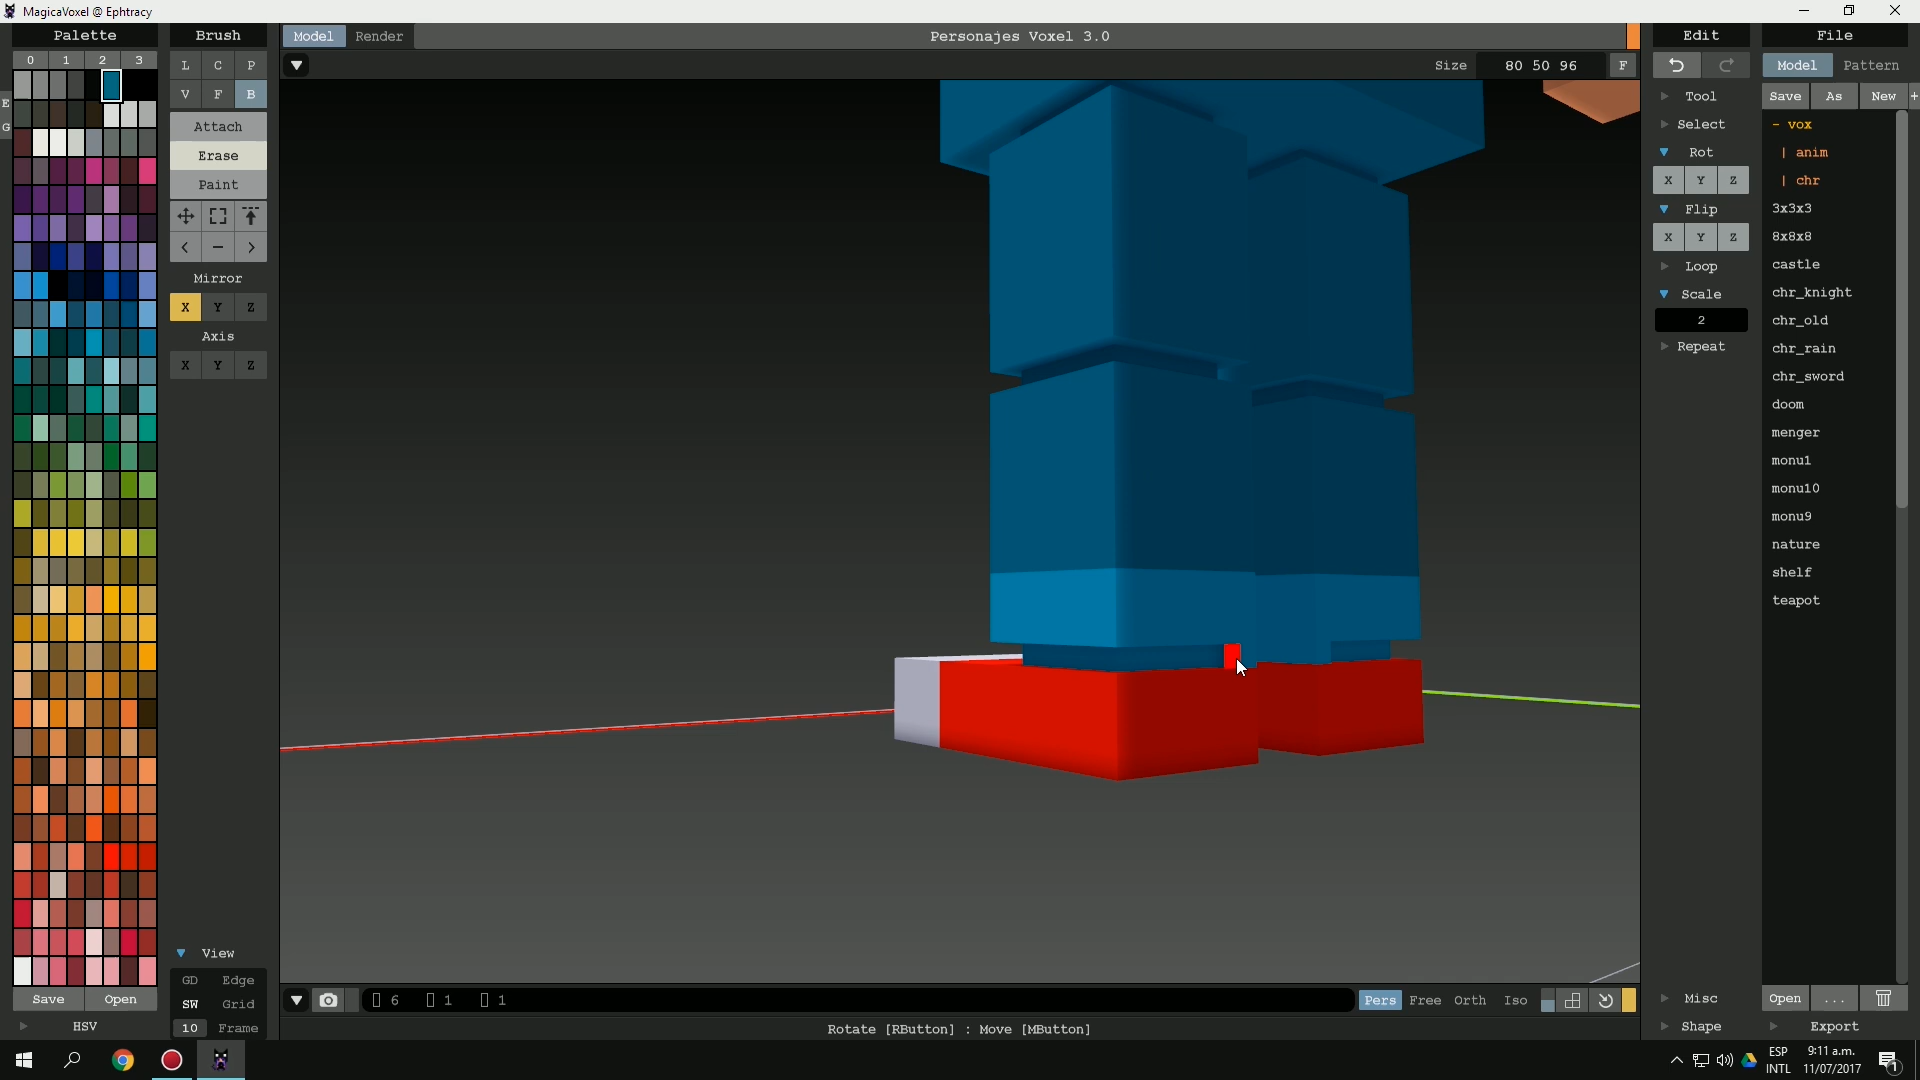 MagicaVoxel @ Ephtracy
Palette
Brush
Model Render
Personajes Voxel 3.0
Edit
File
0 1 2 3
L C P
V F B
Size 80 50 96 F
Model Pattern
Save As New +
E
G
Attach
Erase
Paint
Mirror
X Y Z
Axis
X Y Z
Tool
Select
Rot
X Y Z
Flip
X Y Z
Loop
Scale
2
Repeat
- vox
| anim
| chr
3x3x3
8x8x8
castle
chr_knight
chr_old
chr_rain
chr_sword
doom
menger
monu1
monu10
monu9
nature
shelf
teapot
View
GD Edge
SW Grid
10 Frame
Save Open
HSV
6 1 1
Pers Free Orth Iso
Rotate [RButton] : Move [MButton]
Misc
Shape
Open ...
Export
ESP
INTL
9:11 a.m.
11/07/2017
1